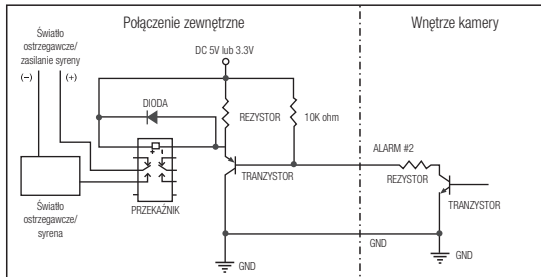 Połączenie zewnętrzne
Wnętrze kamery
Światło
ostrzegawcze/
zasilanie syreny
(−)
(+)
DC 5V lub 3.3V
DIODA
REZYSTOR
10K ohm
ALARM #2
REZYSTOR
TRANZYSTOR
TRANZYSTOR
+
-
PRZEKAŹNIK
Światło
ostrzegawcze/
syrena
GND
GND
GND